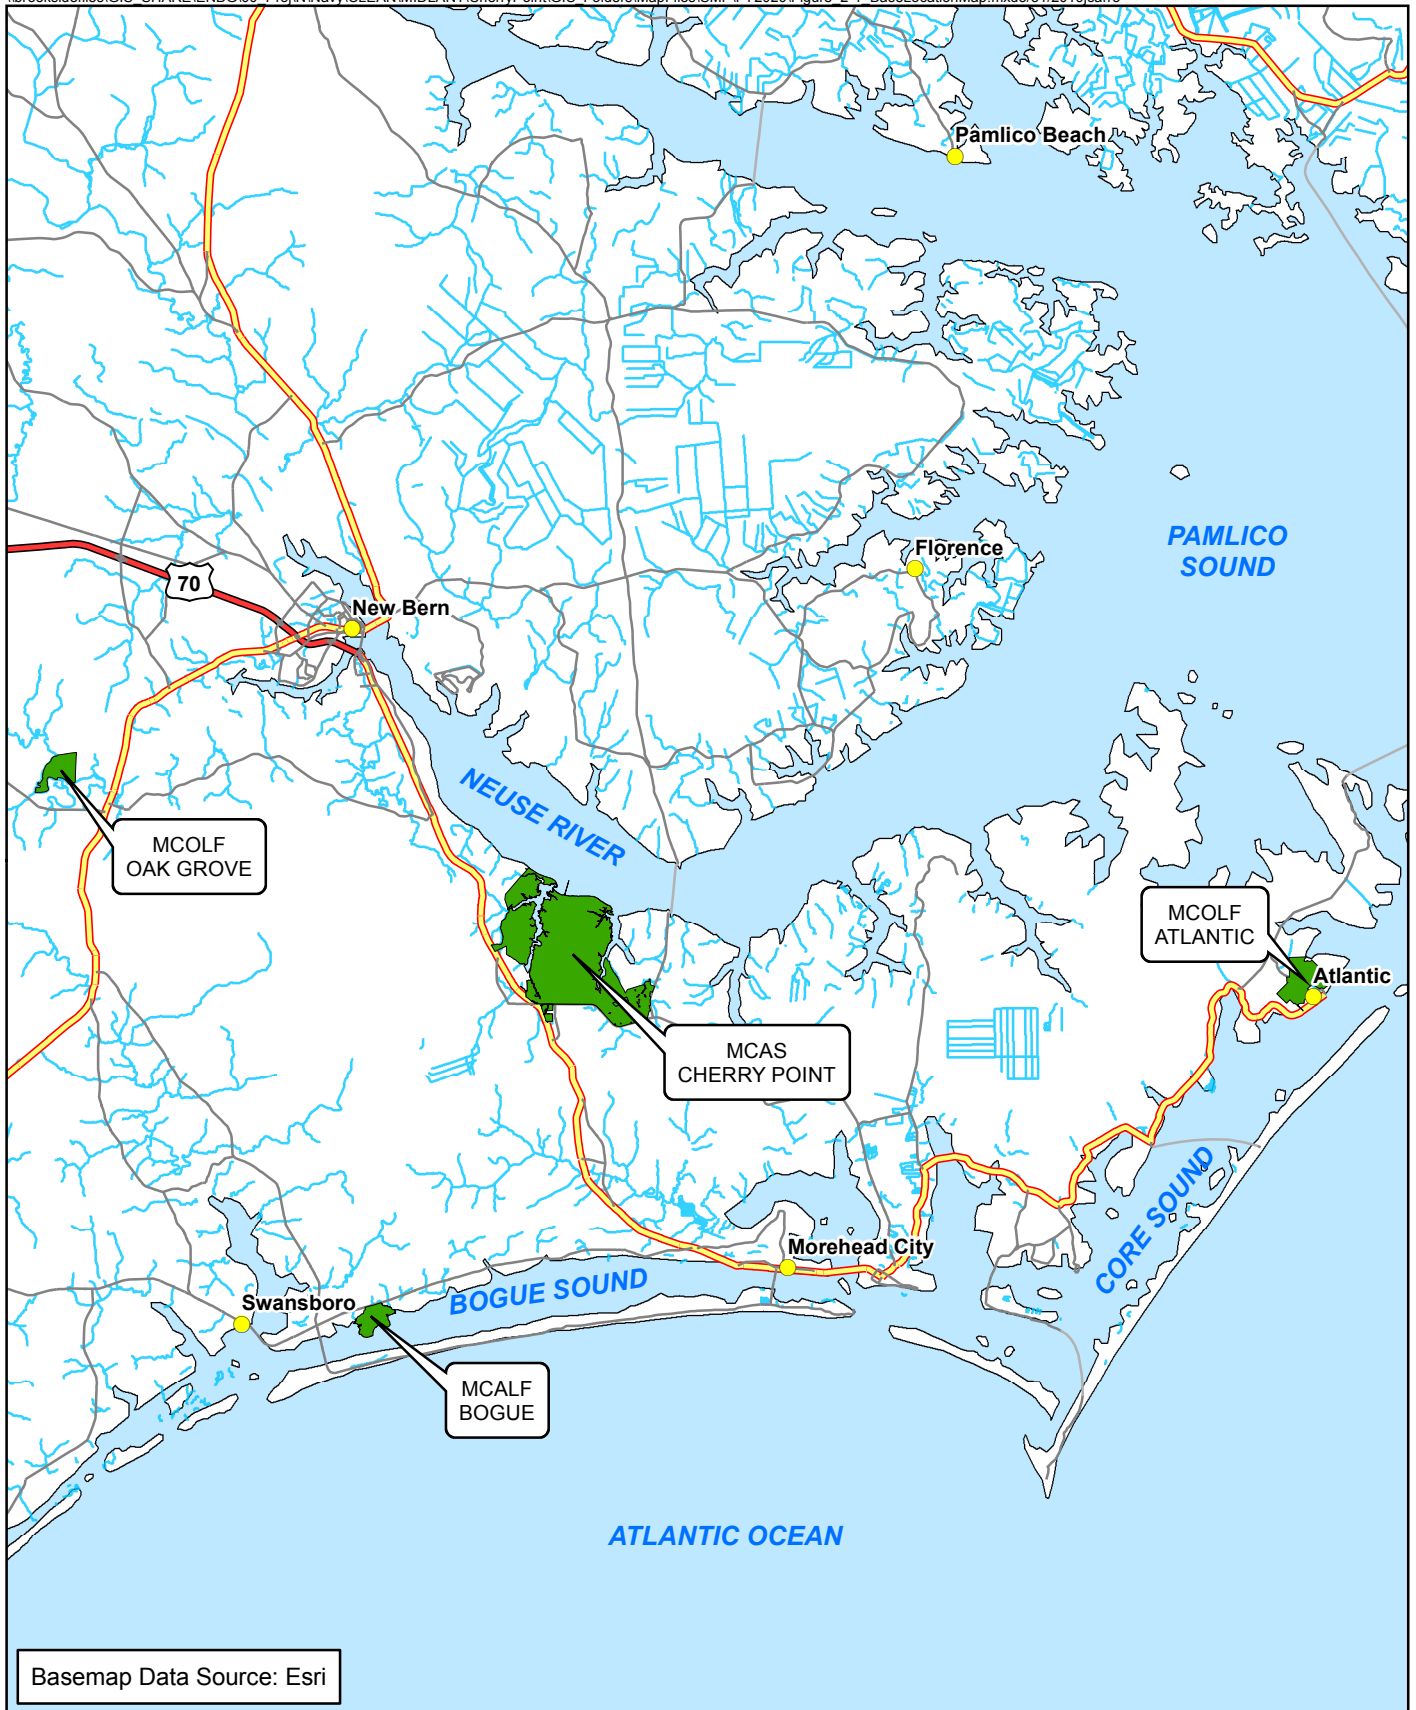 Pamlico Beach
PAMLICO
SOUND
Florence
70
New Bern
NEUSE RIVER
MCOLF
OAK GROVE
MCOLF
ATLANTIC
Atlantic
MCAS
CHERRY POINT
CORE SOUND
Morehead City
BOGUE SOUND
Swansboro
MCALF
BOGUE
ATLANTIC OCEAN
Basemap Data Source: Esri